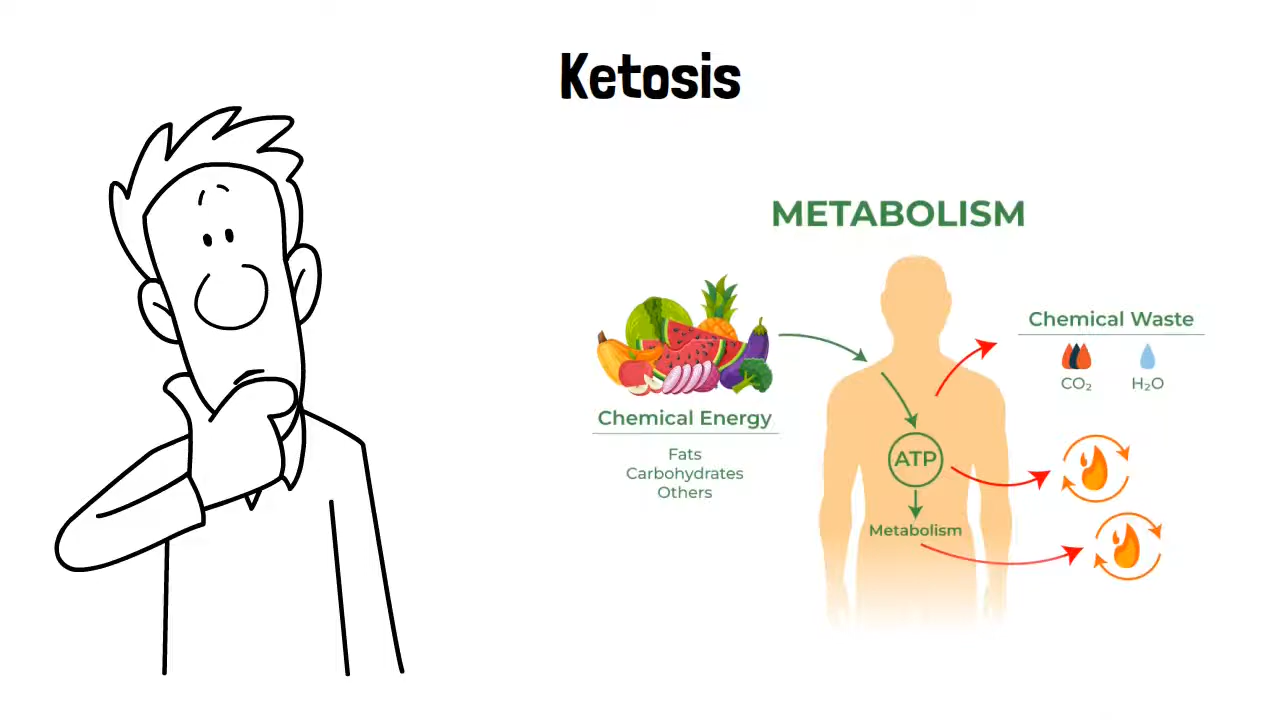 Ketosis
METABOLISM
Chemical Energy
Fats
Carbohydrates
Others
ATP
Metabolism
Chemical Waste
CO₂ H₂O